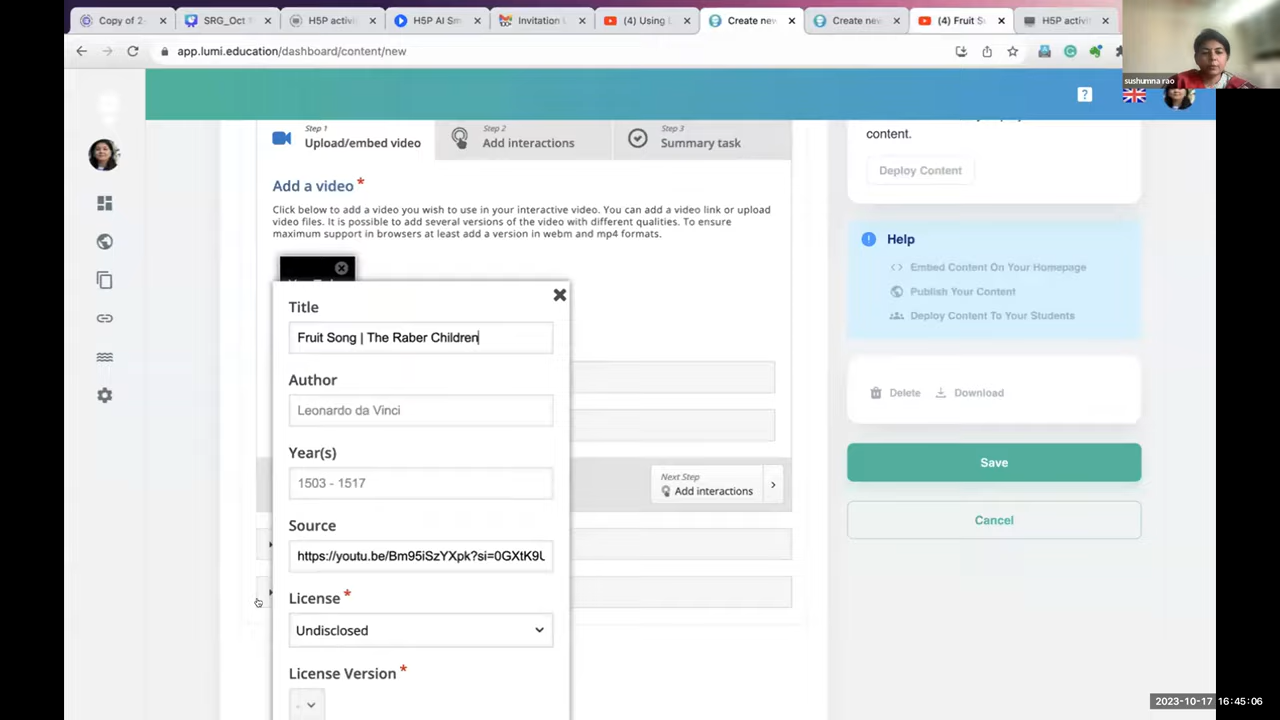 Copy of 2-
SRG_Oct
H5P activ
H5P AI Sm
Invitation
(4) Using
Create nev
Create nev
(4) Fruit S
H5P activi
app.lumi.education/dashboard/content/new
sushumna rao
?
Step 1
Upload/embed video
Step 2
Add interactions
Step 3
Summary task
content.
Deploy Content
Add a video *
Click below to add a video you wish to use in your interactive video. You can add a video link or upload
video files. It is possible to add several versions of the video with different qualities. To ensure
maximum support in browsers at least add a version in webm and mp4 formats.
Help
Embed Content On Your Homepage
Publish Your Content
Deploy Content To Your Students
Title
Fruit Song | The Raber Children
Author
Leonardo da Vinci
Year(s)
1503 - 1517
Source
https://youtu.be/Bm95iSzYXpk?si=0GXtK9U
License *
Undisclosed
License Version *
-
Next Step
Add interactions
Delete
Download
Save
Cancel
2023-10-17 16:45:06